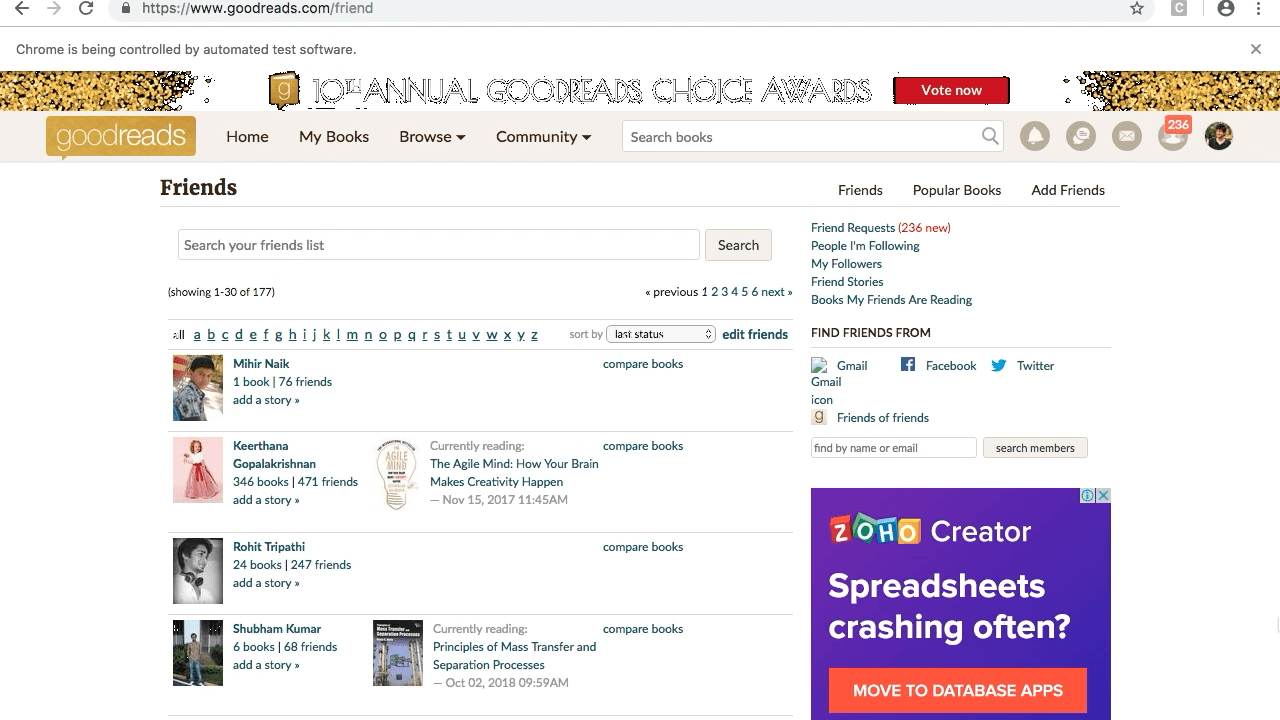 https://www.goodreads.com/friend
C
Chrome is being controlled by automated test software.
g 10TH ANNUAL GOODREADS CHOICE AWARDS Vote now
goodreads Home My Books Browse Community Search books 236
Friends Friends Popular Books Add Friends
Search your friends list Search
(showing 1-30 of 177) « previous 1 2 3 4 5 6 next »
all a b c d e f g h i j k l m n o p q r s t u v w x y z sort by last status edit friends
Mihir Naik compare books
1 book | 76 friends
add a story »
Keerthana Gopalakrishnan
346 books | 471 friends
add a story »
AGILE
MIND
Currently reading: compare books
The Agile Mind: How Your Brain
Makes Creativity Happen
— Nov 15, 2017 11:45AM
Rohit Tripathi compare books
24 books | 247 friends
add a story »
Shubham Kumar
6 books | 68 friends
add a story »
Mass Transfer and
Separation Processes
Currently reading: compare books
Principles of Mass Transfer and
Separation Processes
— Oct 02, 2018 09:59AM
Friend Requests (236 new)
People I'm Following
My Followers
Friend Stories
Books My Friends Are Reading
FIND FRIENDS FROM
Gmail icon
Gmail Facebook Twitter
g Friends of friends
find by name or email search members
ZOHO Creator
Spreadsheets
crashing often?
MOVE TO DATABASE APPS